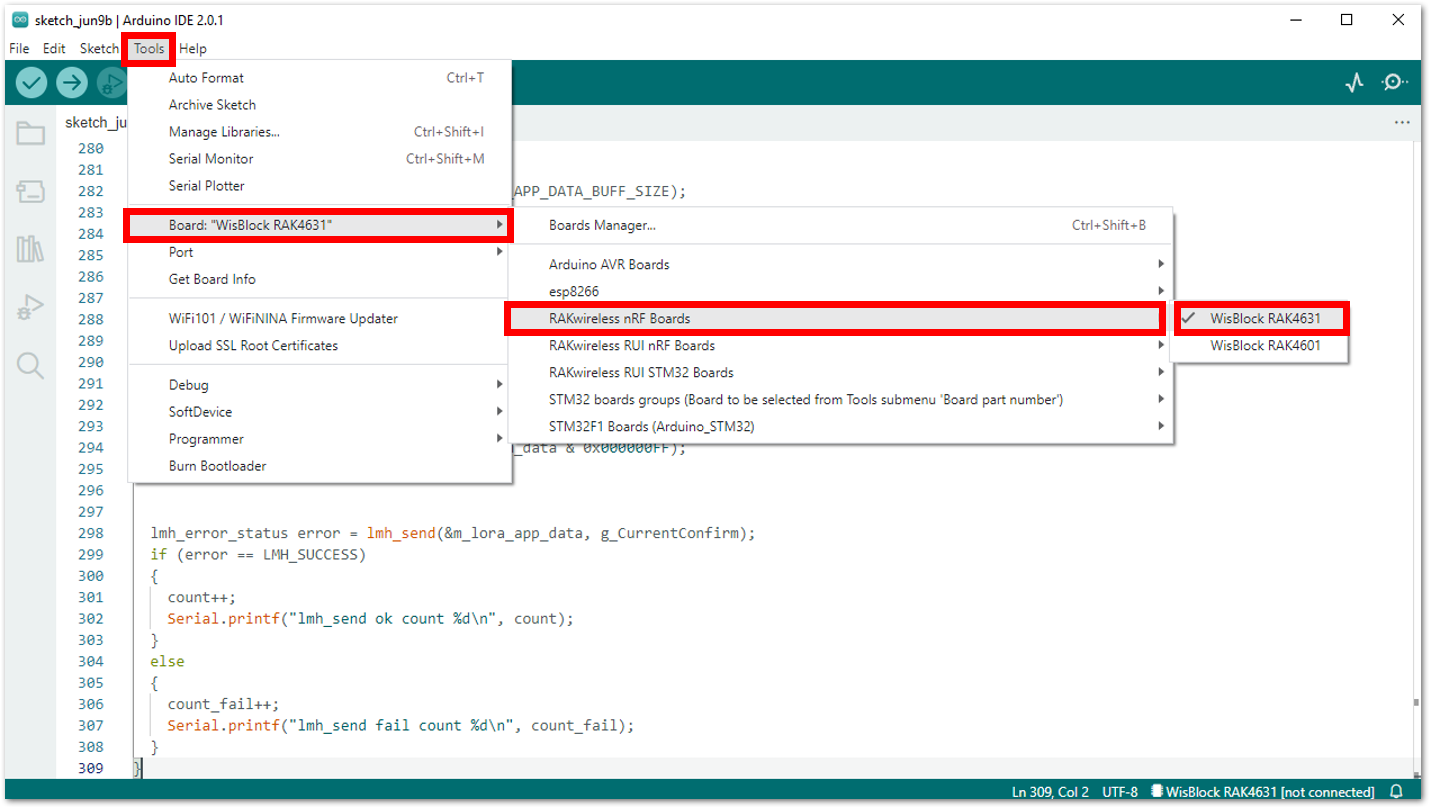 sketch_jun9b | Arduino IDE 2.0.1
File Edit Sketch Tools Help
Auto Format Ctrl+T
Archive Sketch
Manage Libraries... Ctrl+Shift+I
Serial Monitor Ctrl+Shift+M
Serial Plotter
Board: "WisBlock RAK4631"
Port
Get Board Info
WiFi101 / WiFiNINA Firmware Updater
Upload SSL Root Certificates
Debug
SoftDevice
Programmer
Burn Bootloader
Boards Manager... Ctrl+Shift+B
Arduino AVR Boards
esp8266
RAKwireless nRF Boards
RAKwireless RUI nRF Boards
RAKwireless RUI STM32 Boards
STM32 boards groups (Board to be selected from Tools submenu 'Board part number')
STM32F1 Boards (Arduino_STM32)
WisBlock RAK4631
WisBlock RAK4601
sketch_ju
...
280
281
282 _APP_DATA_BUFF_SIZE);
283
284
285
286
287
288
289
290
291
292
293
294 _data & 0x000000FF);
295
296
297
298 lmh_error_status error = lmh_send(&m_lora_app_data, g_CurrentConfirm);
299 if (error == LMH_SUCCESS)
300 {
301 count++;
302 Serial.printf("lmh_send ok count %d\n", count);
303 }
304 else
305 {
306 count_fail++;
307 Serial.printf("lmh_send fail count %d\n", count_fail);
308 }
309 }
Ln 309, Col 2 UTF-8 WisBlock RAK4631 [not connected]